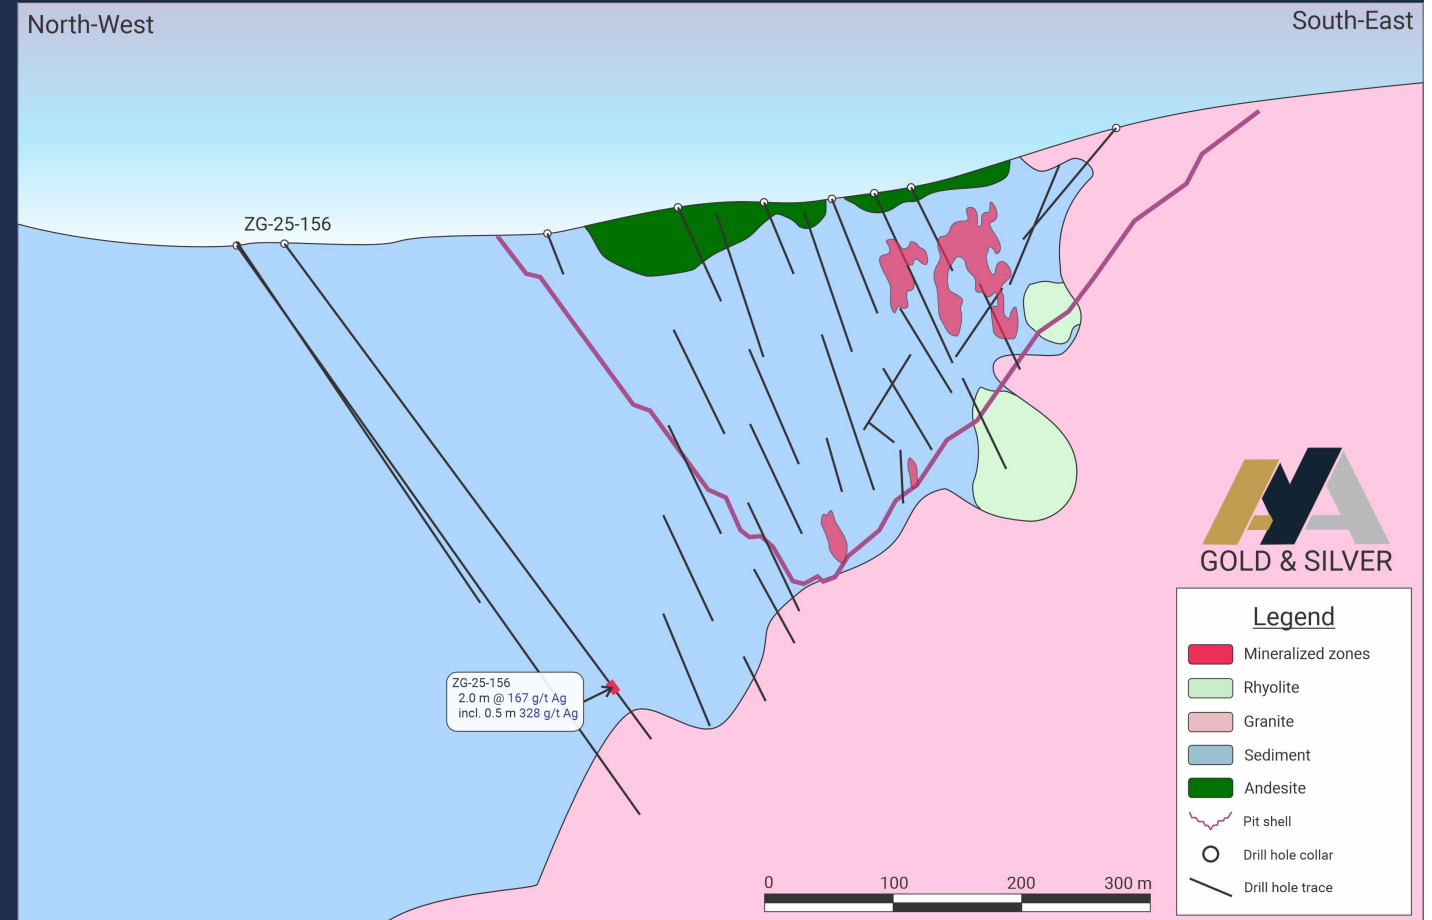 North-West
South-East
ZG-25-156
ZG-25-156
2.0 m @ 167 g/t Ag
incl. 0.5 m 328 g/t Ag
GOLD & SILVER
Legend
Mineralized zones
Rhyolite
Granite
Sediment
Andesite
Pit shell
Drill hole collar
Drill hole trace
0 100 200 300 m